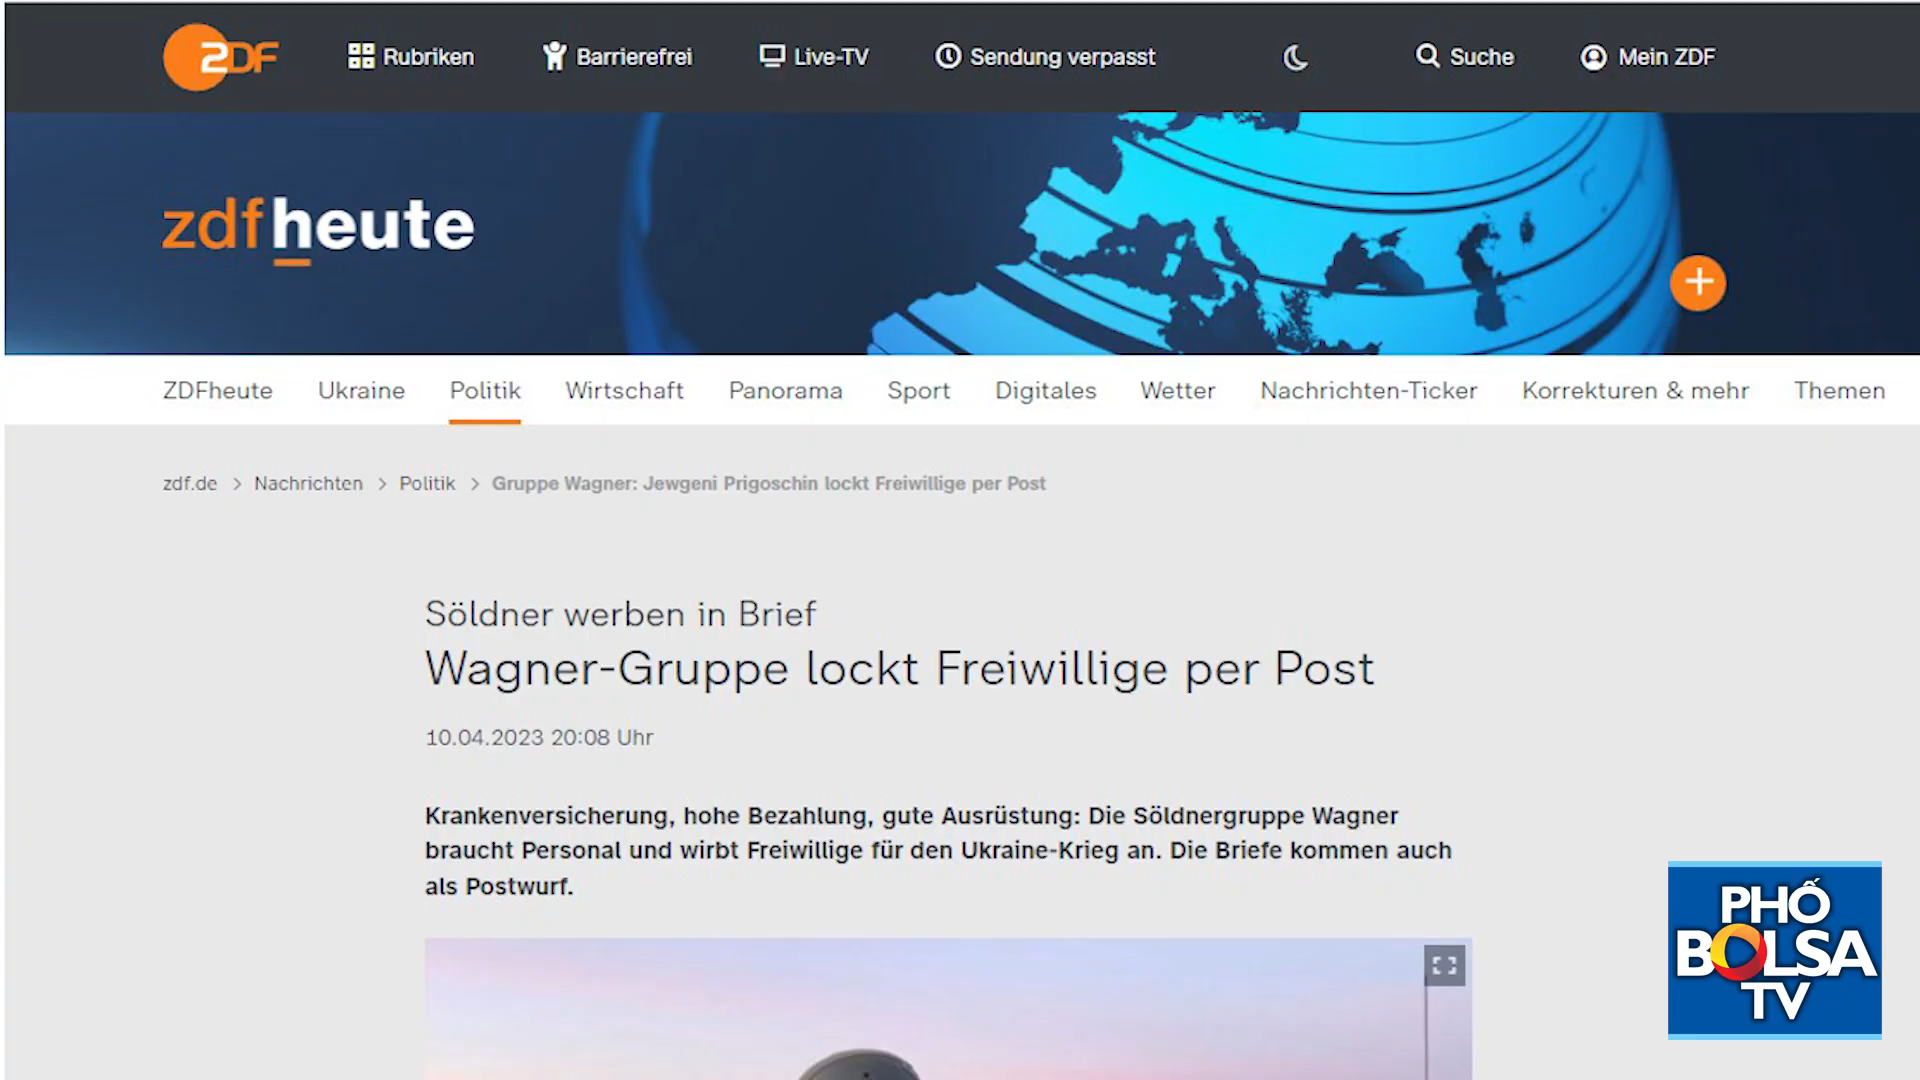 ZDF Rubriken Barrierefrei Live-TV Sendung verpasst Suche Mein ZDF
zdfheute
ZDFheute Ukraine Politik Wirtschaft Panorama Sport Digitales Wetter Nachrichten-Ticker Korrekturen & mehr Themen
zdf.de > Nachrichten > Politik > Gruppe Wagner: Jewgeni Prigoschin lockt Freiwillige per Post
Söldner werben in Brief
Wagner-Gruppe lockt Freiwillige per Post
10.04.2023 20:08 Uhr
Krankenversicherung, hohe Bezahlung, gute Ausrüstung: Die Söldnergruppe Wagner
braucht Personal und wirbt Freiwillige für den Ukraine-Krieg an. Die Briefe kommen auch
als Postwurf.
PHỐ
BOLSA
TV